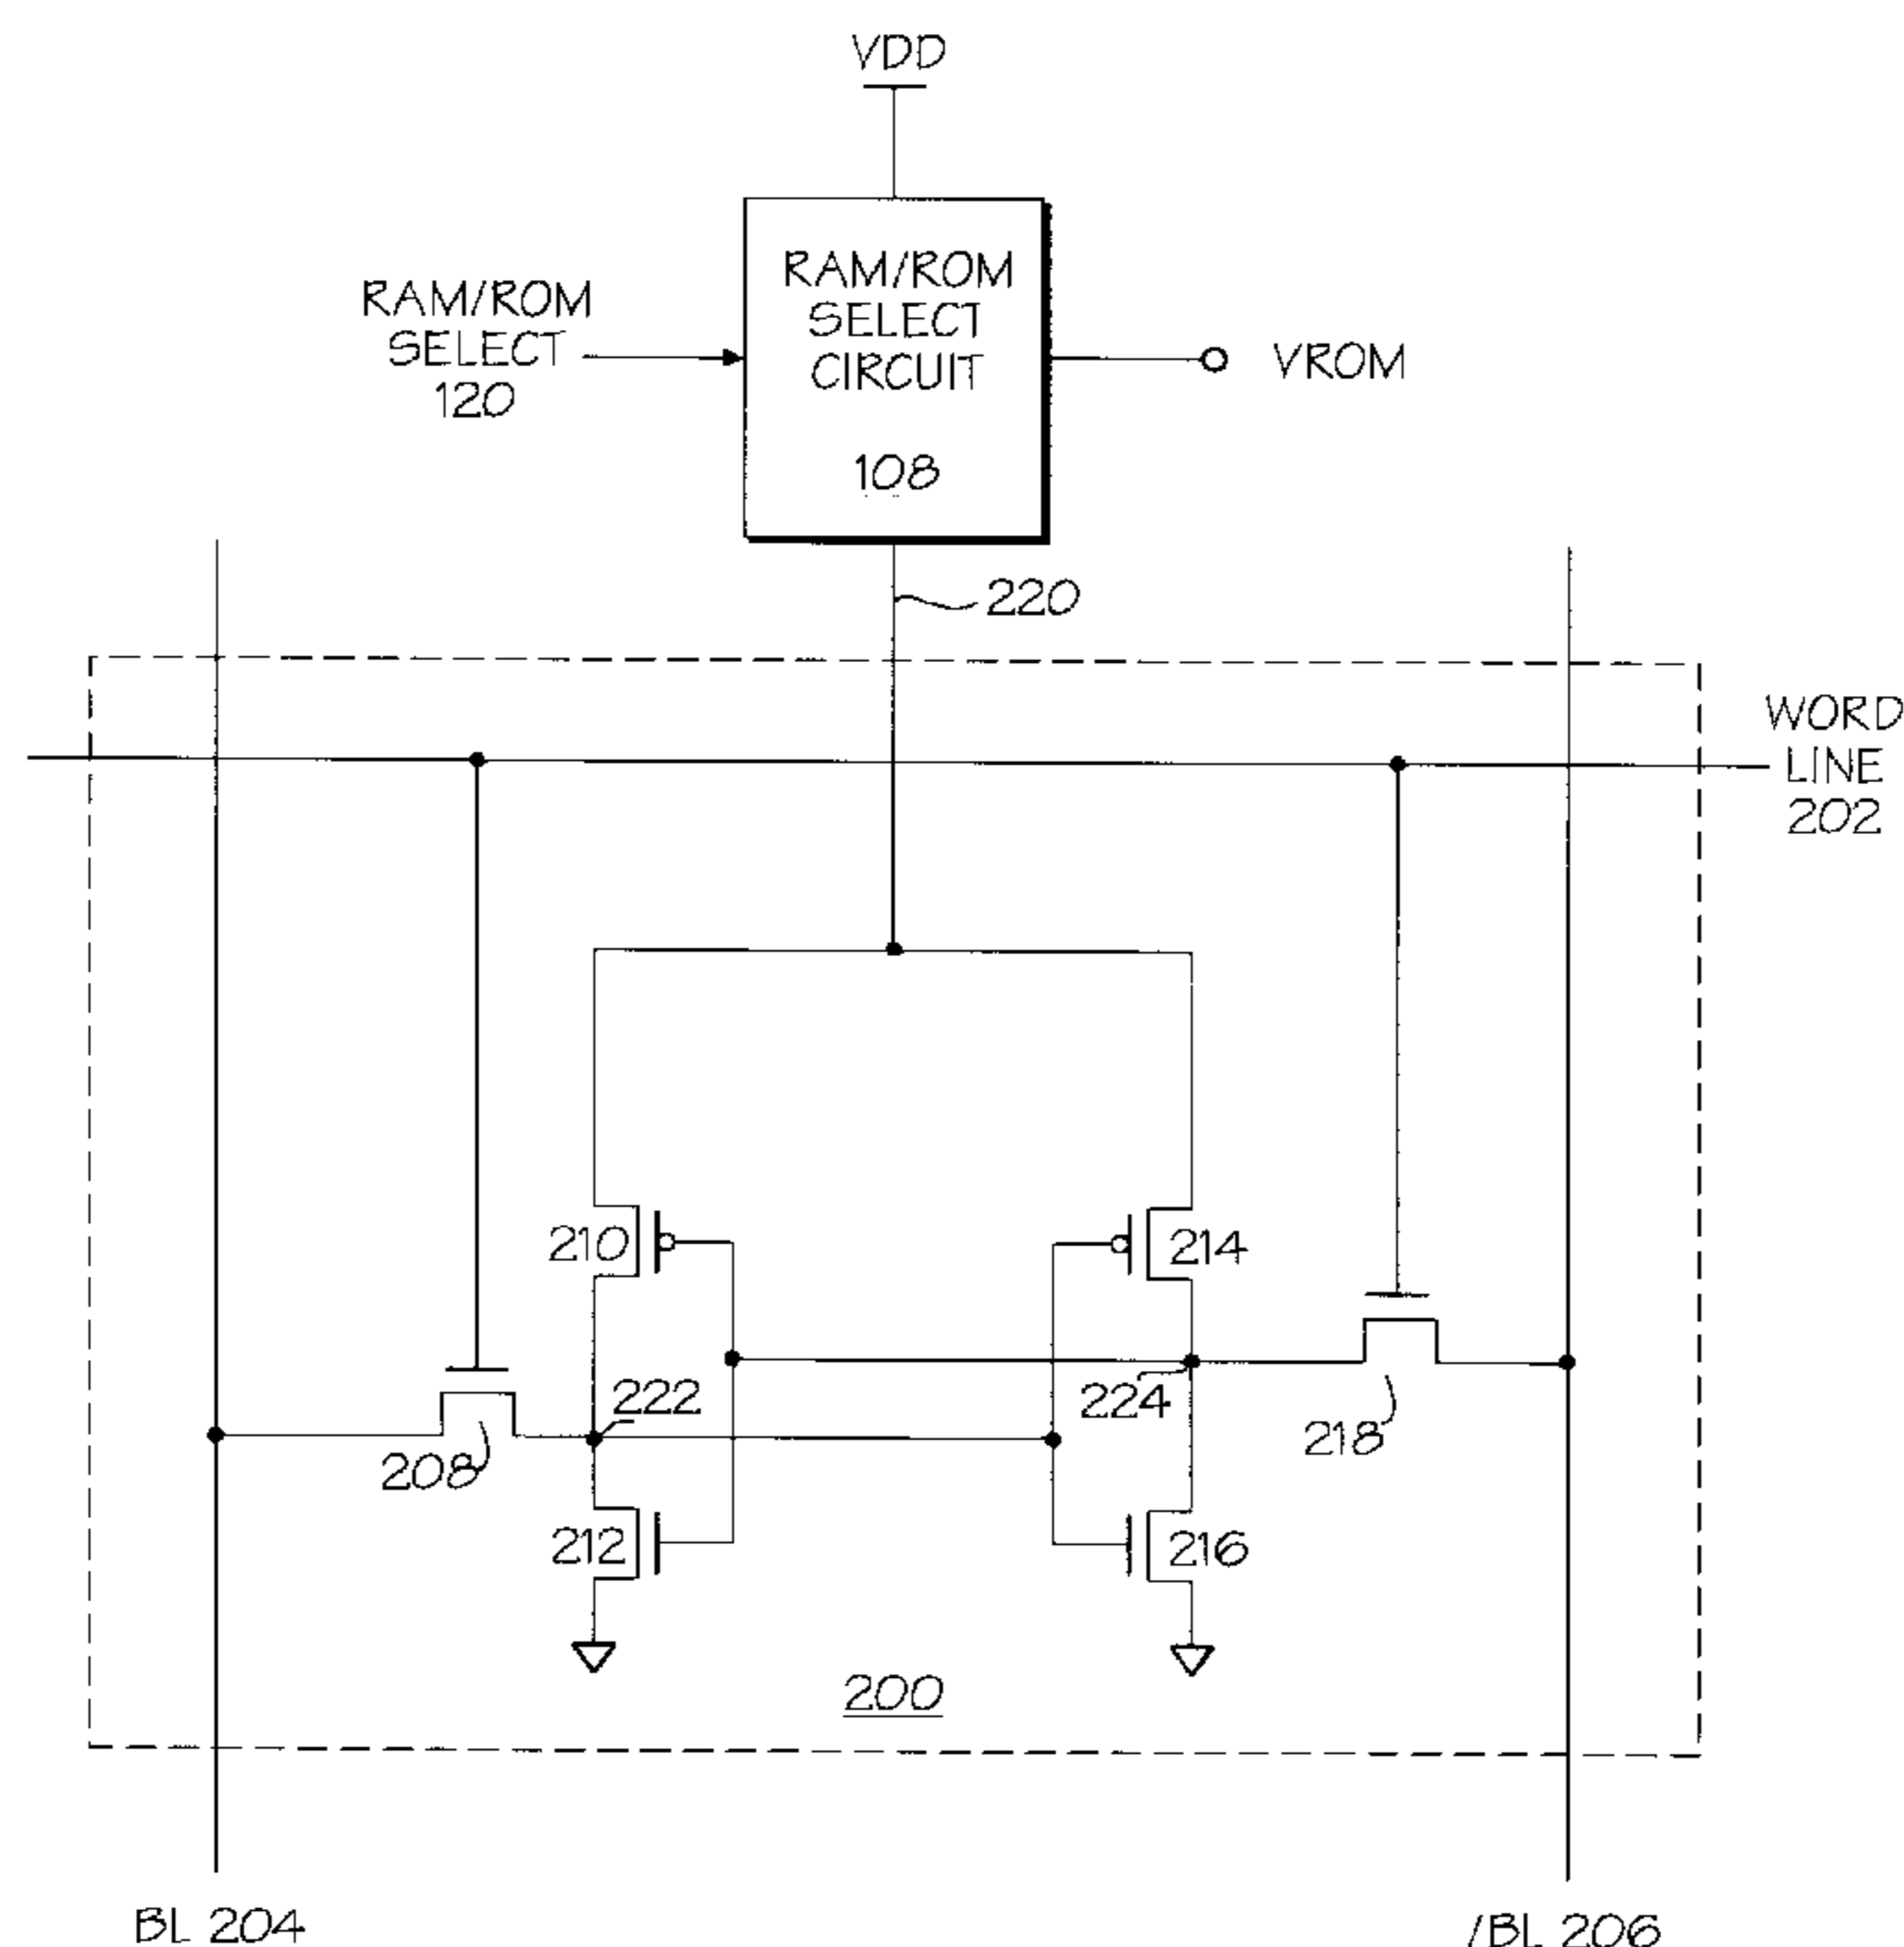 VDD
RAM/ROM
SELECT
120
RAM/ROM
SELECT
CIRCUIT
108
VROM
220
WORD
LINE
202
210
214
222
224
208
218
212
216
200
BL 204
/BL 206